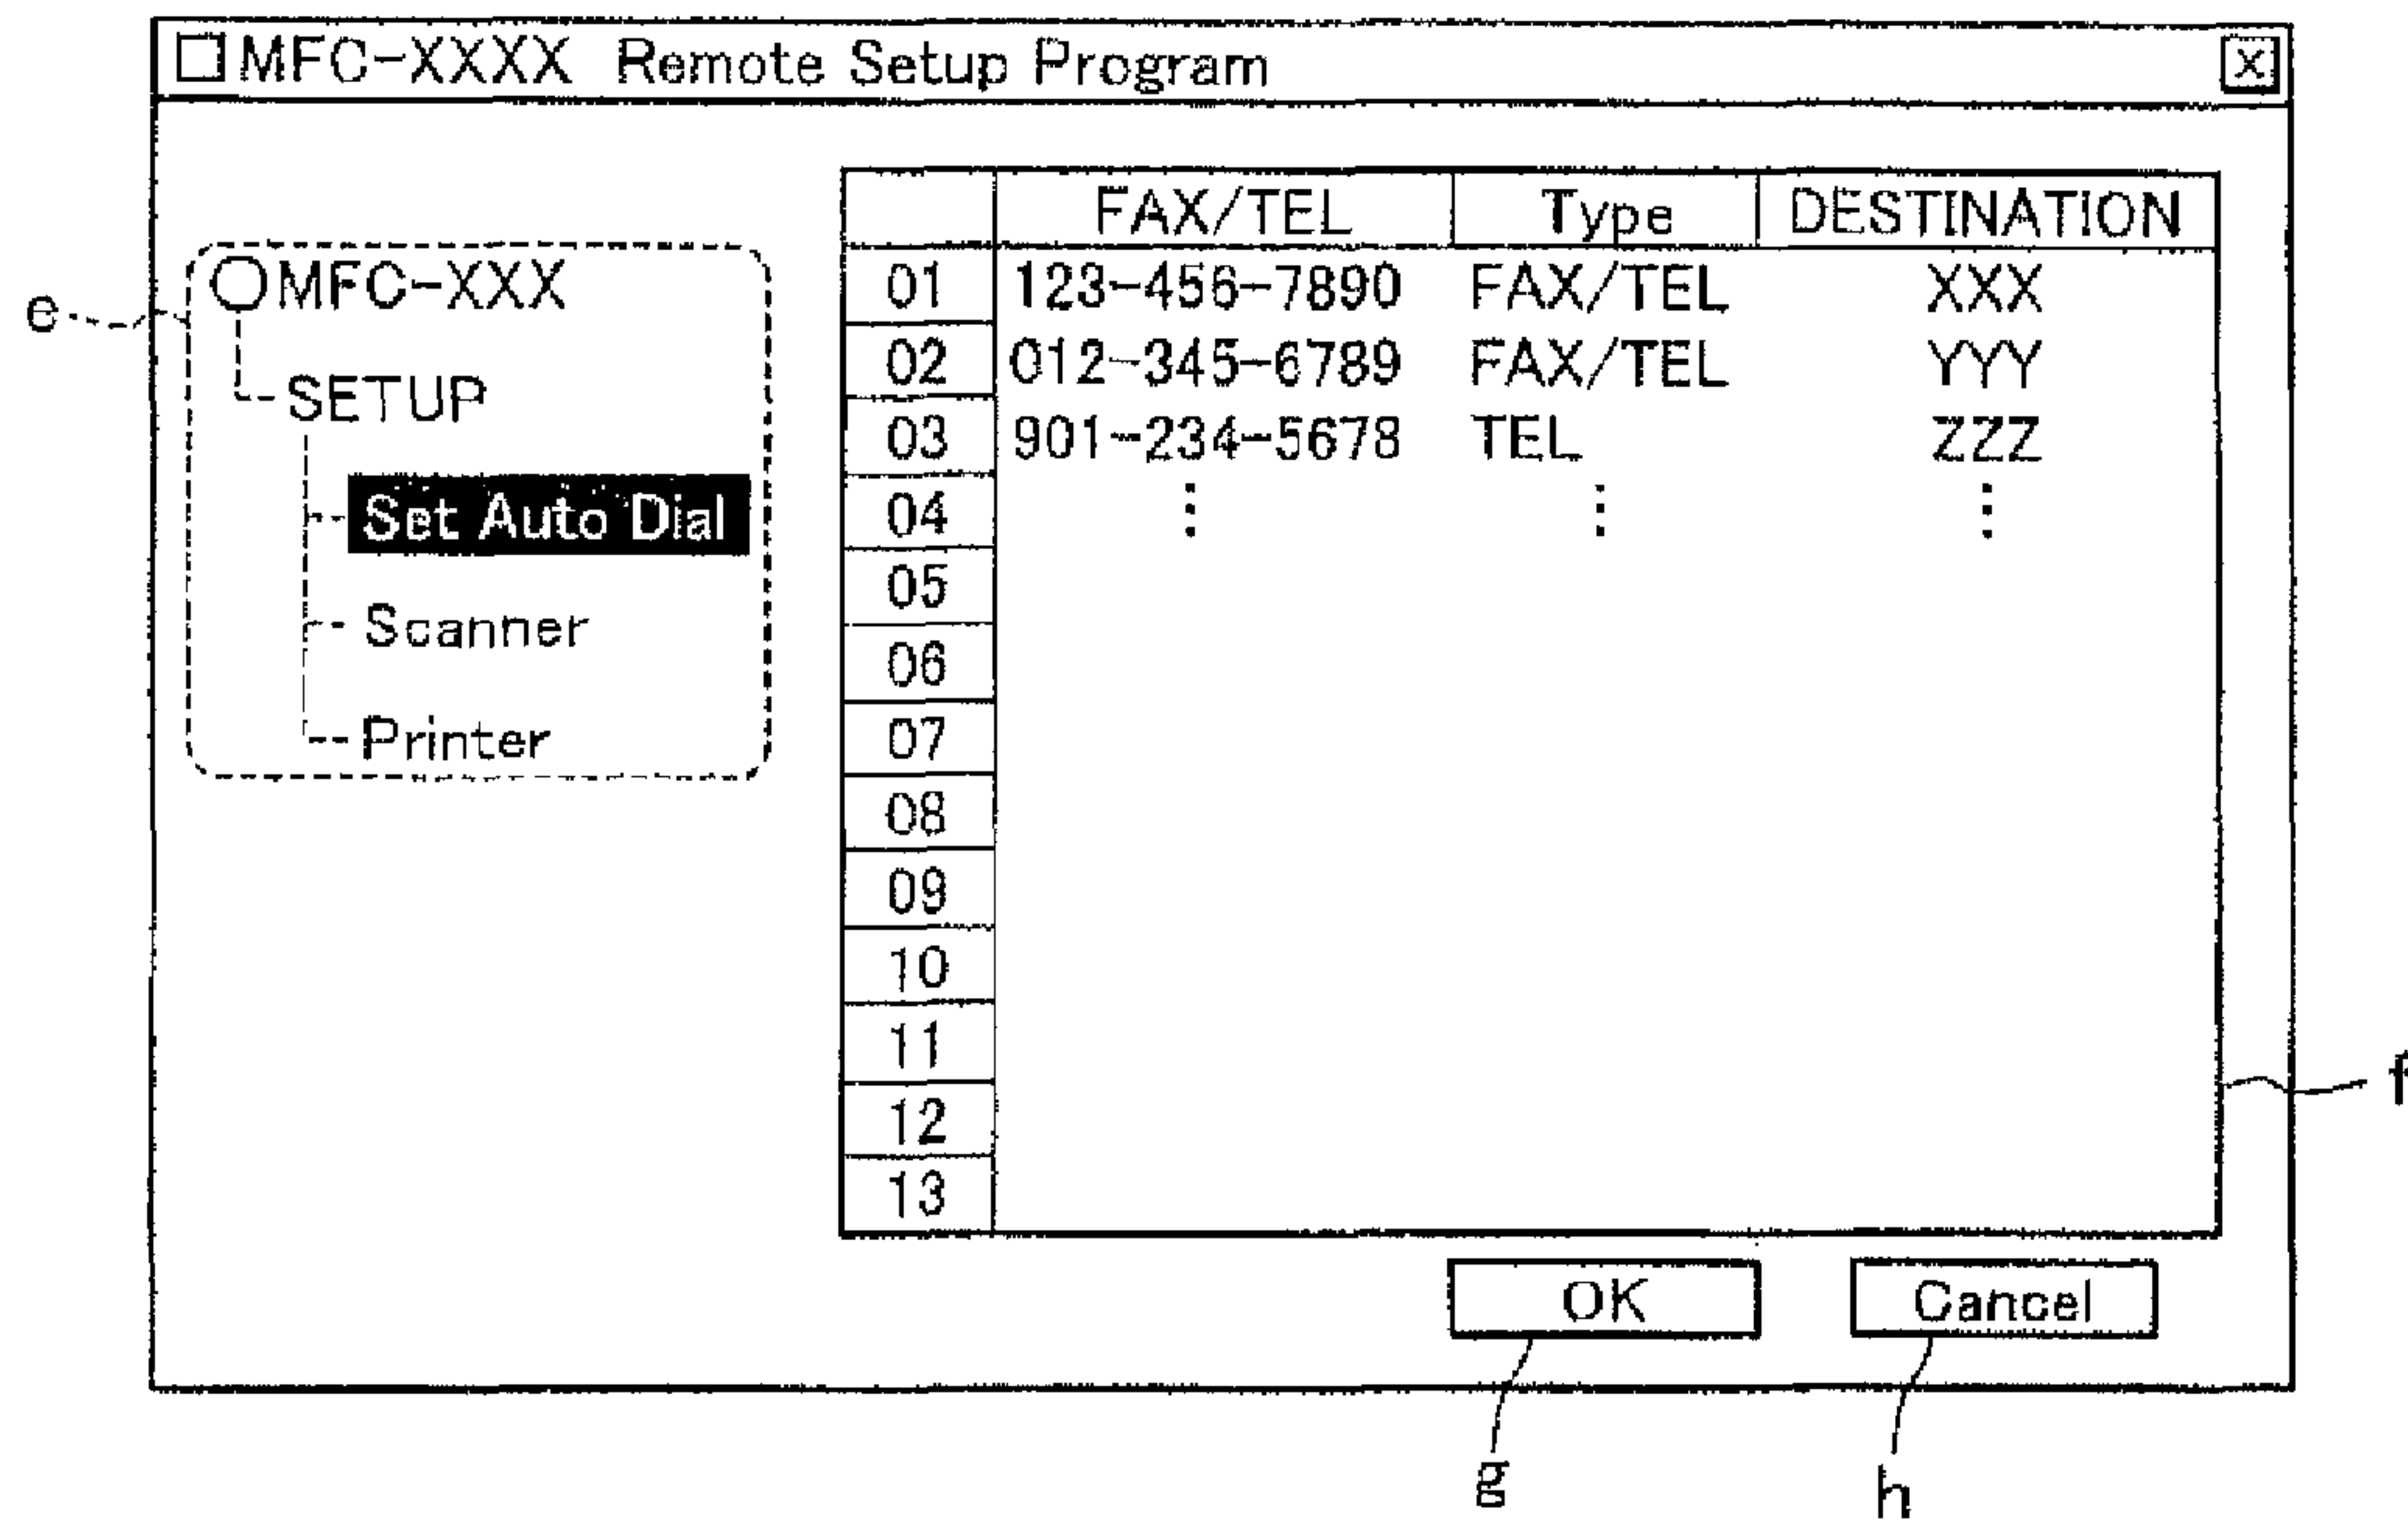 MFC-XXXX Remote Setup Program X
FAX/TEL Type DESTINATION
e MFC-XXX
SETUP
Set Auto Dial
Scanner
Printer
01 123-456-7890 FAX/TEL XXX
02 012-345-6789 FAX/TEL YYY
03 901-234-5678 TEL ZZZ
04 ⋮ ⋮ ⋮
05
06
07
08
09
10
11
12
13
f
OK Cancel
g h